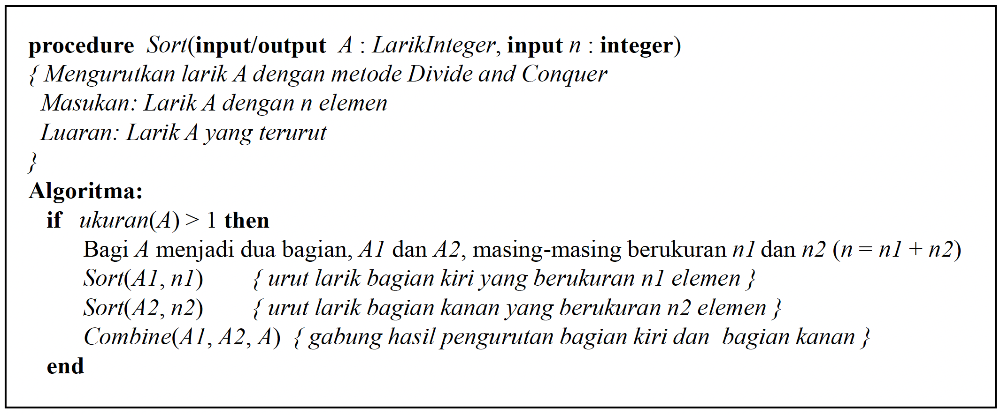 procedure Sort(input/output A : LarikInteger, input n : integer)
{ Mengurutkan larik A dengan metode Divide and Conquer
Masukan: Larik A dengan n elemen
Luaran: Larik A yang terurut
}
Algoritma:
if ukuran(A) > 1 then
Bagi A menjadi dua bagian, A1 dan A2, masing-masing berukuran n1 dan n2 (n = n1 + n2)
Sort(A1, n1) { urut larik bagian kiri yang berukuran n1 elemen }
Sort(A2, n2) { urut larik bagian kanan yang berukuran n2 elemen }
Combine(A1, A2, A) { gabung hasil pengurutan bagian kiri dan bagian kanan }
end